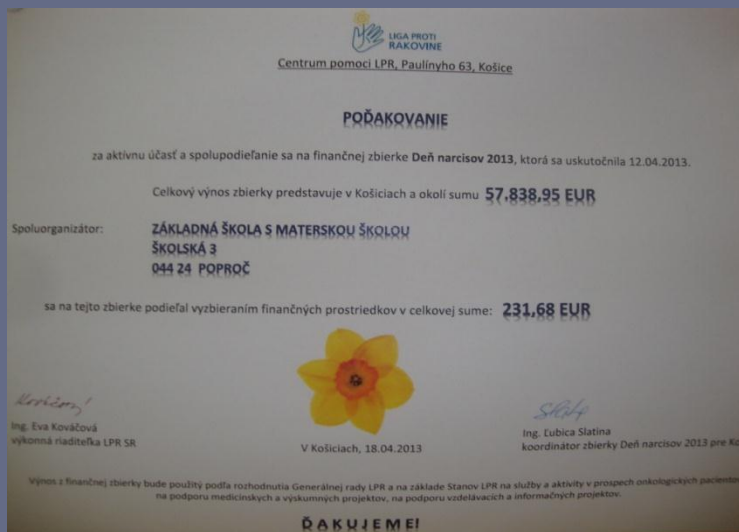 LIGA PROTI
RAKOVINE
Centrum pomoci LPR, Paulínyho 63, Košice
POĎAKOVANIE
za aktívnu účasť a spolupodieľanie sa na finančnej zbierke Deň narcisov 2013, ktorá sa uskutočnila 12.04.2013.
Celkový výnos zbierky predstavuje v Košiciach a okolí sumu 57.838,95 EUR
Spoluorganizátor: ZÁKLADNÁ ŠKOLA S MATERSKOU ŠKOLOU
ŠKOLSKÁ 3
044 24 POPROČ
sa na tejto zbierke podieľal vyzbieraním finančných prostriedkov v celkovej sume: 231,68 EUR
Ing. Eva Kováčová
výkonná riaditeľka LPR SR
V Košiciach, 18.04.2013
Ing. Ľubica Slatina
koordinátor zbierky Deň narcisov 2013 pre Ko
Výnos z finančnej zbierky bude použitý podľa rozhodnutia Generálnej rady LPR a na základe Stanov LPR na služby a aktivity v prospech onkologických pacientov
na podporu medicínskych a výskumných projektov, na podporu vzdelávacích a informačných projektov.
ĎAKUJEME!